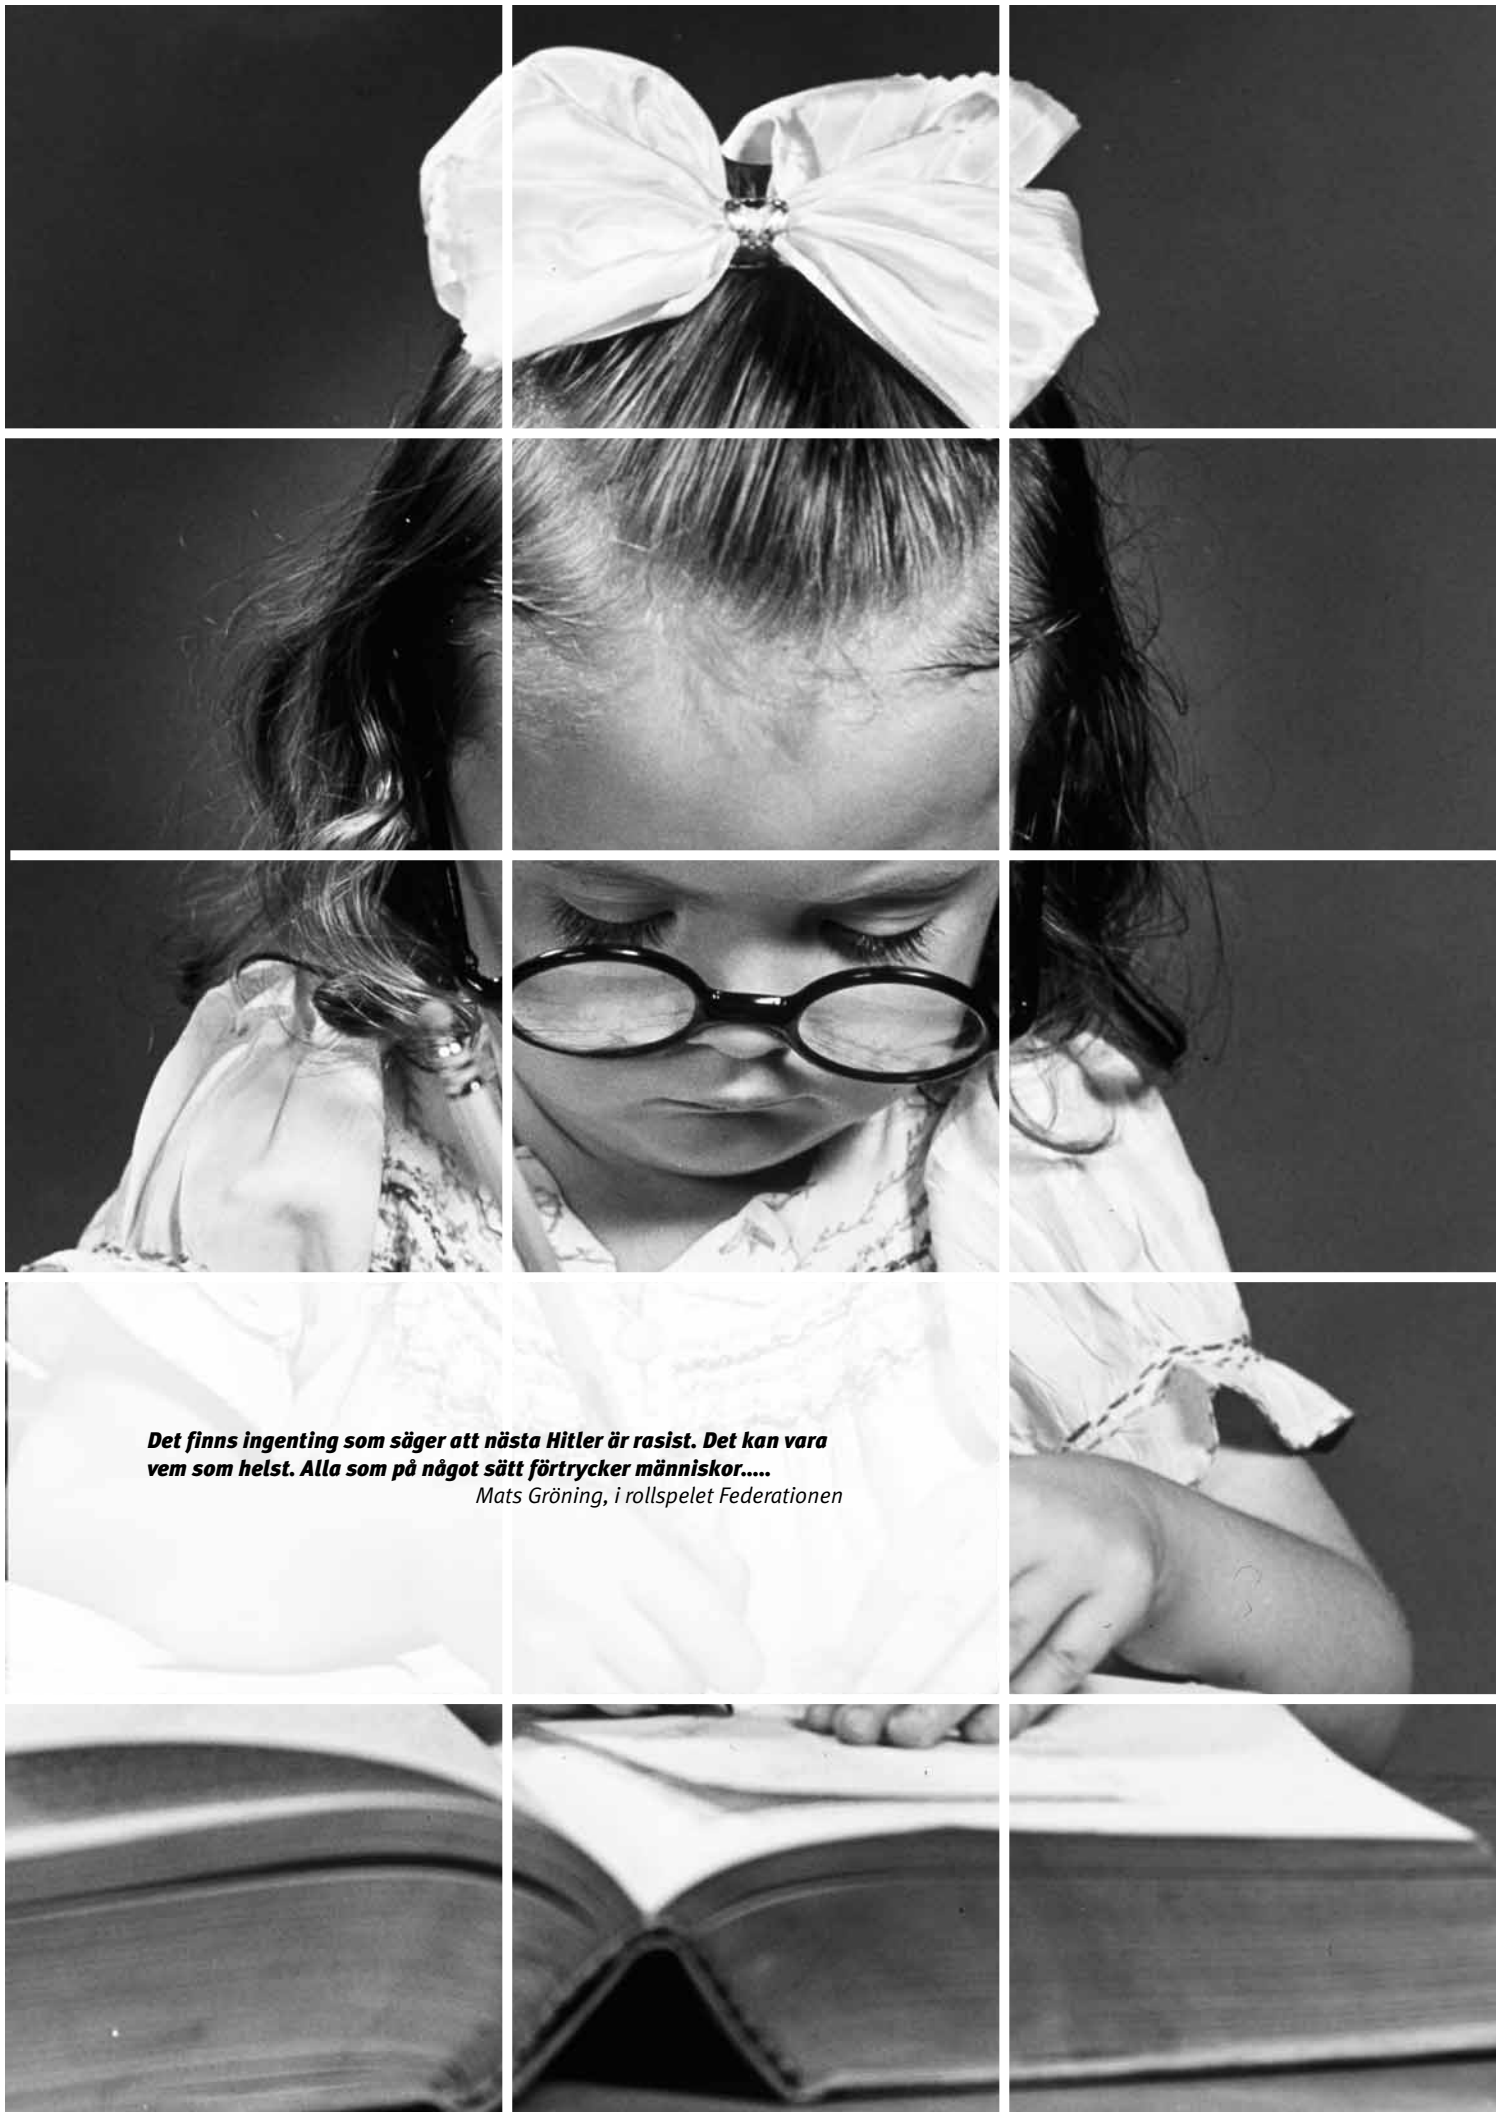 Det finns ingenting som säger att nästa Hitler är rasist. Det kan vara
vem som helst. Alla som på något sätt förtrycker människor.....
Mats Gröning, i rollspelet Federationen